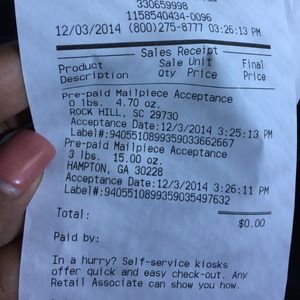 330659998
1158540434-0096
12/03/2014 (800)275-8777 03:26:13 PM
Sales Receipt
Product Sale Unit Final
Description Qty Price Price
Pre-paid Mailpiece Acceptance
0 lbs. 4.70 oz.
ROCK HILL, SC 29730
Acceptance Date:12/3/2014 3:25:13 PM
Label#:9405510899359033662667
Pre-paid Mailpiece Acceptance
3 lbs. 15.00 oz.
HAMPTON, GA 30228
Acceptance Date:12/3/2014 3:26:11 PM
Label#:9405510899359035497632
Total: $0.00
Paid by:
In a hurry? Self-service kiosks
offer quick and easy check-out. Any
Retail Associate can show you how.